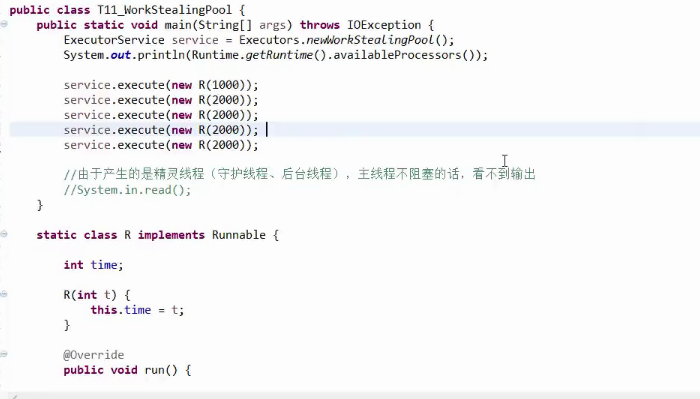 public class T11_WorkStealingPool {
public static void main(String[] args) throws IOException {
ExecutorService service = Executors.newWorkStealingPool();
System.out.println(Runtime.getRuntime().availableProcessors());
service.execute(new R(1000));
service.execute(new R(2000));
service.execute(new R(2000));
service.execute(new R(2000));
service.execute(new R(2000));
//由于产生的是精灵线程（守护线程、后台线程），主线程不阻塞的话，看不到输出
//System.in.read();
}
static class R implements Runnable {
int time;
R(int t) {
this.time = t;
}
@Override
public void run() {